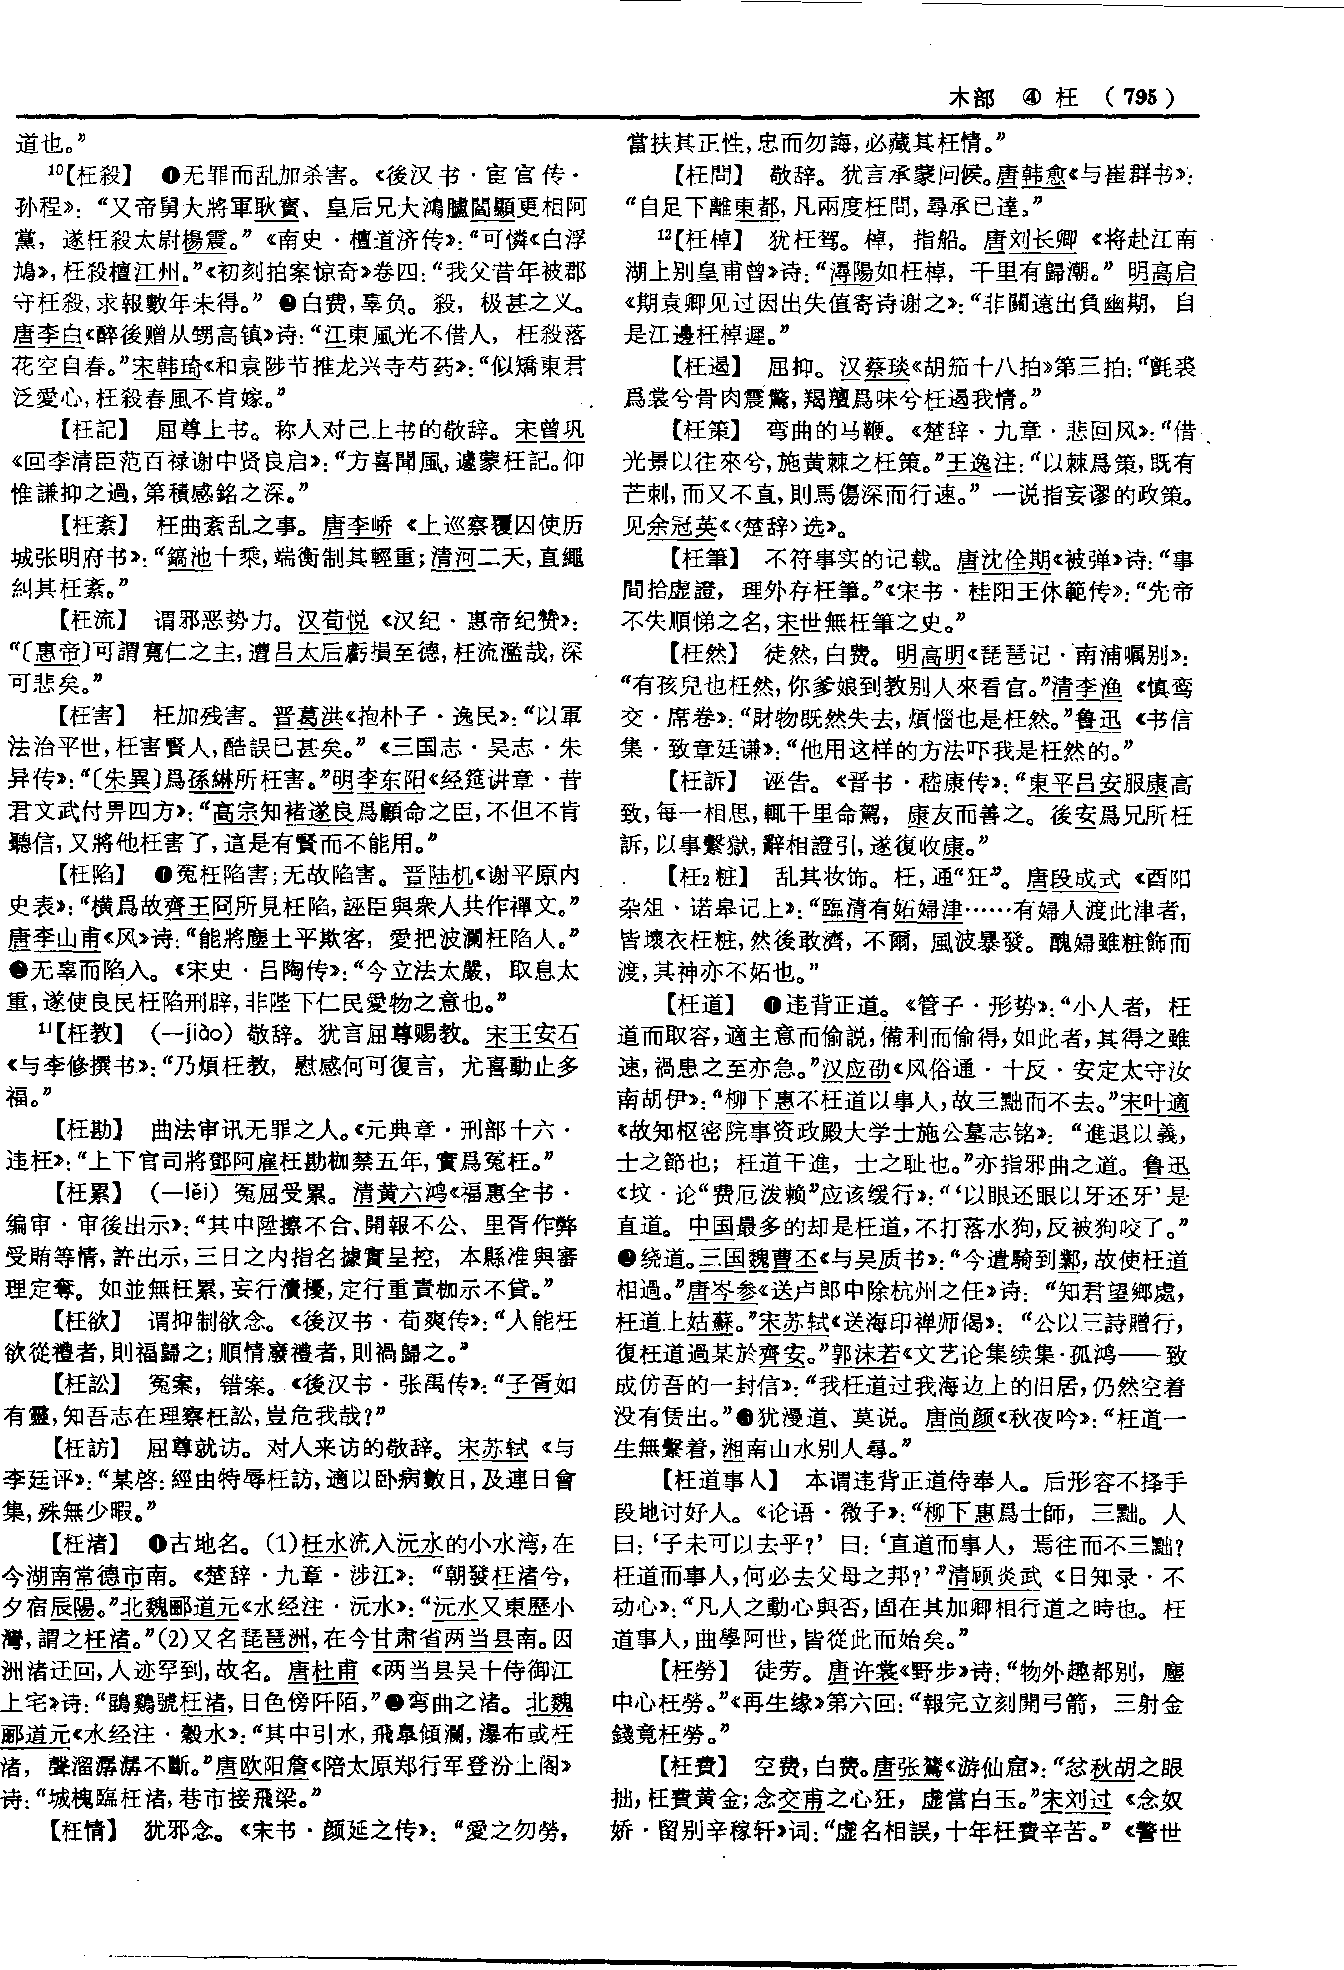 木部 ④ 枉 （795）
道也。”
10【枉殺】 ❶无罪而乱加杀害。《後汉书·宦官传·
孙程》：“又帝舅大將軍耿寶、皇后兄大鴻臚閻顯更相阿
黨，遂枉殺太尉楊震。”《南史·檀道济传》：“可憐《白浮
鳩》，枉殺檀江州。”《初刻拍案惊奇》卷四：“我父昔年被郡
守枉殺，求報數年未得。” ❷白费，辜负。殺，极甚之义。
唐李白《醉後赠从甥高镇》诗：“江東風光不借人，枉殺落
花空自春。”宋韩琦《和袁陟节推龙兴寺芍药》：“似矯東君
泛愛心，枉殺春風不肯嫁。”
【枉記】 屈尊上书。称人对己上书的敬辞。宋曾巩
《回李清臣范百禄谢中贤良启》：“方喜聞風，遽蒙枉記。仰
惟謙抑之過，第積感銘之深。”
【枉紊】 枉曲紊乱之事。唐李峤《上巡察覆囚使历
城张明府书》：“鎬池十乘，端衡制其輕重；清河二天，直繩
糾其枉紊。”
【枉流】 谓邪恶势力。汉荀悦《汉纪·惠帝纪赞》：
“〔惠帝〕可謂寬仁之主，遭吕太后虧損至德，枉流濫哉，深
可悲矣。”
【枉害】 枉加残害。晋葛洪《抱朴子·逸民》：“以軍
法治平世，枉害賢人，酷誤已甚矣。”《三国志·吴志·朱
异传》：“〔朱異〕爲孫綝所枉害。”明李东阳《经筵讲章·昔
君文武付畀四方》：“高宗知褚遂良爲顧命之臣，不但不肯
聽信，又將他枉害了，這是有賢而不能用。”
【枉陷】 ❶冤枉陷害；无故陷害。晋陆机《谢平原内
史表》：“横爲故齊王冏所見枉陷，誣臣與衆人共作禪文。”
唐李山甫《风》诗：“能將塵土平欺客，愛把波瀾枉陷人。”
❷无辜而陷入。《宋史·吕陶传》：“今立法太嚴，取息太
重，遂使良民枉陷刑辟，非陛下仁民愛物之意也。”
11【枉教】 （—jiào）敬辞。犹言屈尊赐教。宋王安石
《与李修撰书》：“乃煩枉教，慰感何可復言，尤喜動止多
福。”
【枉勘】 曲法审讯无罪之人。《元典章·刑部十六·
违枉》：“上下官司將鄧阿雇枉勘枷禁五年，實爲冤枉。”
【枉累】 （—lěi）冤屈受累。清黄六鸿《福惠全书·
编审·审後出示》：“其中陞擦不合、開報不公、里胥作弊
受賄等情，許出示，三日之内指名據實呈控，本縣准與審
理定奪。如並無枉累，妄行瀆擾，定行重責枷示不貸。”
【枉欲】 谓抑制欲念。《後汉书·荀爽传》：“人能枉
欲從禮者，則福歸之；順情廢禮者，則禍歸之。”
【枉訟】 冤案，错案。《後汉书·张禹传》：“子胥如
有靈，知吾志在理察枉訟，豈危我哉？”
【枉訪】 屈尊就访。对人来访的敬辞。宋苏轼《与
李廷评》：“某啓：經由特辱枉訪，適以卧病數日，及連日會
集，殊無少暇。”
【枉渚】 ❶古地名。（1）枉水流入沅水的小水湾，在
今湖南常德市南。《楚辞·九章·涉江》：“朝發枉渚兮，
夕宿辰陽。”北魏郦道元《水经注·沅水》：“沅水又東歷小
灣，謂之枉渚。”（2）又名琵琶洲，在今甘肃省两当县南。因
洲渚迂回，人迹罕到，故名。唐杜甫《两当县吴十侍御江
上宅》诗：“鵾鷄號枉渚，日色傍阡陌，”❷弯曲之渚。北魏
郦道元《水经注·穀水》：“其中引水，飛臯傾瀾，瀑布或枉
渚，聲溜潺潺不斷。”唐欧阳詹《陪太原郑行军登汾上阁》
诗：“城槐臨枉渚，巷市接飛梁。”
【枉情】 犹邪念。《宋书·颜延之传》：“愛之勿勞，
當扶其正性，忠而勿誨，必藏其枉情。”
【枉問】 敬辞。犹言承蒙问候。唐韩愈《与崔群书》：
“自足下離東都，凡兩度枉問，尋承已達，”
12【枉棹】 犹枉驾。棹，指船。唐刘长卿《将赴江南
湖上别皇甫曾》诗：“潯陽如枉棹，千里有歸潮。” 明高启
《期袁卿见过因出失值寄诗谢之》：“非關遠出負幽期，自
是江邊枉棹遲。”
【枉遏】 屈抑。汉蔡琰《胡笳十八拍》第三拍：“氈裘
爲裳兮骨肉震驚，羯羶爲味兮枉遏我情。”
【枉策】 弯曲的马鞭。《楚辞·九章·悲回风》：“借
光景以往來兮，施黄棘之枉策。”王逸注：“以棘爲策，既有
芒刺，而又不直，則馬傷深而行速。” 一说指妄谬的政策。
见余冠英《〈楚辞〉选》。
【枉筆】 不符事实的记载。唐沈佺期《被弹》诗：“事
間拾虚證，理外存枉筆。”《宋书·桂阳王休範传》：“先帝
不失順悌之名，宋世無枉筆之史。”
【枉然】 徒然，白费。明高明《琵琶记·南浦嘱别》：
“有孩兒也枉然，你爹娘到教别人來看官。”清李渔《慎鸾
交·席卷》：“財物既然失去，煩惱也是枉然。”鲁迅《书信
集·致章廷谦》：“他用这样的方法吓我是枉然的。”
【枉訴】 诬告。《晋书·嵇康传》：“東平吕安服康高
致，每一相思，輒千里命駕，康友而善之。後安爲兄所枉
訴，以事繫獄，辭相證引，遂復收康。”
【枉2粧】 乱其妆饰。枉，通“狂”。唐段成式《酉阳
杂俎·诺皋记上》：“臨清有妬婦津……有婦人渡此津者，
皆壞衣枉粧，然後敢濟，不爾，風波暴發。醜婦雖粧飾而
渡，其神亦不妬也。”
【枉道】 ❶违背正道。《管子·形势》：“小人者，枉
道而取容，適主意而偷説，備利而偷得，如此者，其得之雖
速，禍患之至亦急。”汉应劭《风俗通·十反·安定太守汝
南胡伊》：“柳下惠不枉道以事人，故三黜而不去。”宋叶適
《故知枢密院事资政殿大学士施公墓志铭》：“進退以義，
士之節也；枉道干進，士之耻也。”亦指邪曲之道。鲁迅
《坟·论“费厄泼赖”应该缓行》：“‘以眼还眼以牙还牙’是
直道。中国最多的却是枉道，不打落水狗，反被狗咬了。”
❷绕道。三国魏曹丕《与吴质书》：“今遣騎到鄴，故使枉道
相過。”唐岑参《送卢郎中除杭州之任》诗：“知君望鄉處，
枉道上姑蘇。”宋苏轼《送海印禅师偈》：“公以三詩贈行，
復枉道過某於齊安。”郭沫若《文艺论集续集·孤鸿——致
成仿吾的一封信》：“我枉道过我海边上的旧居，仍然空着
没有赁出。”❸犹漫道、莫说。唐尚颜《秋夜吟》：“枉道一
生無繫着，湘南山水别人尋。”
【枉道事人】 本谓违背正道侍奉人。后形容不择手
段地讨好人。《论语·微子》：“柳下惠爲士師，三黜。人
曰：‘子未可以去乎？’曰：‘直道而事人，焉往而不三黜？
枉道而事人，何必去父母之邦？’”清顾炎武《日知录·不
动心》：“凡人之動心與否，固在其加卿相行道之時也。枉
道事人，曲學阿世，皆從此而始矣。”
【枉勞】 徒劳。唐许棠《野步》诗：“物外趣都别，塵
中心枉勞。”《再生缘》第六回：“報完立刻開弓箭，三射金
錢竟枉勞。”
【枉費】 空费，白费。唐张鷟《游仙窟》：“忿秋胡之眼
拙，枉費黄金；念交甫之心狂，虚當白玉。”宋刘过《念奴
娇·留别辛稼轩》词：“虚名相誤，十年枉費辛苦。”《警世